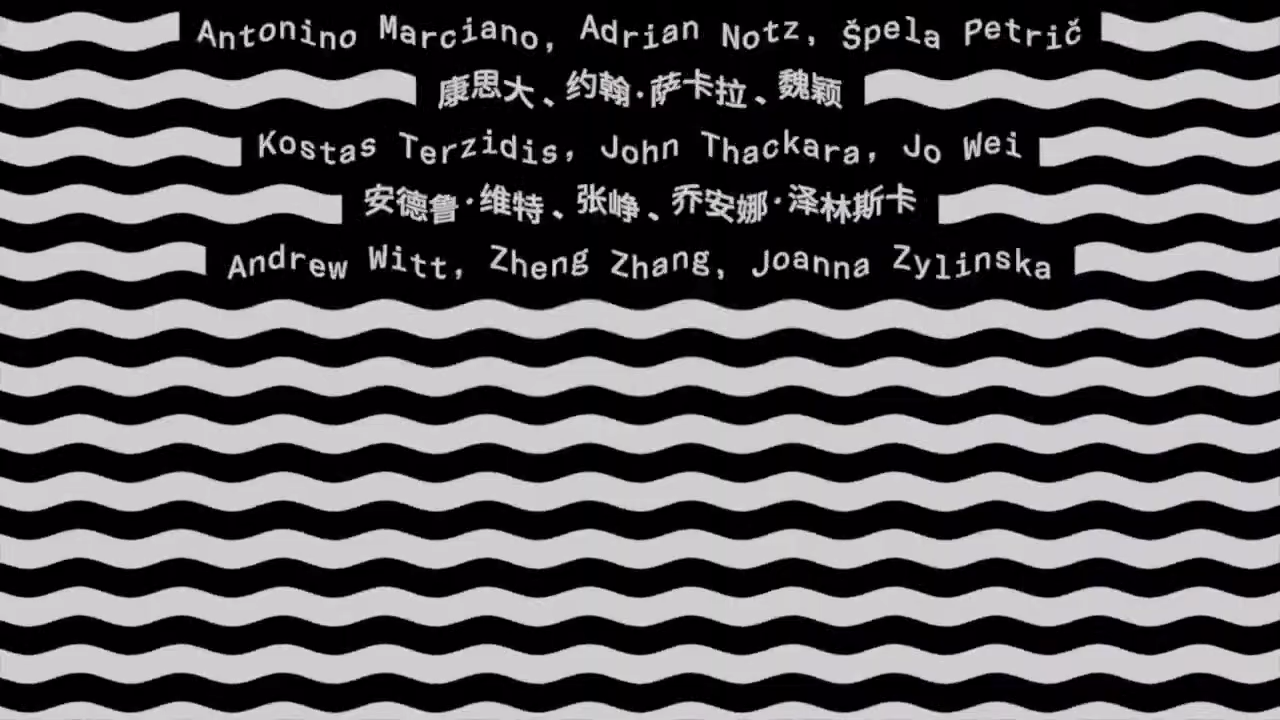 Antonino Marciano, Adrian Notz, Špela Petrič
康思大、约翰·萨卡拉、魏颖
Kostas Terzidis, John Thackara, Jo Wei
安德鲁·维特、张峥、乔安娜·泽林斯卡
Andrew Witt, Zheng Zhang, Joanna Zylinska